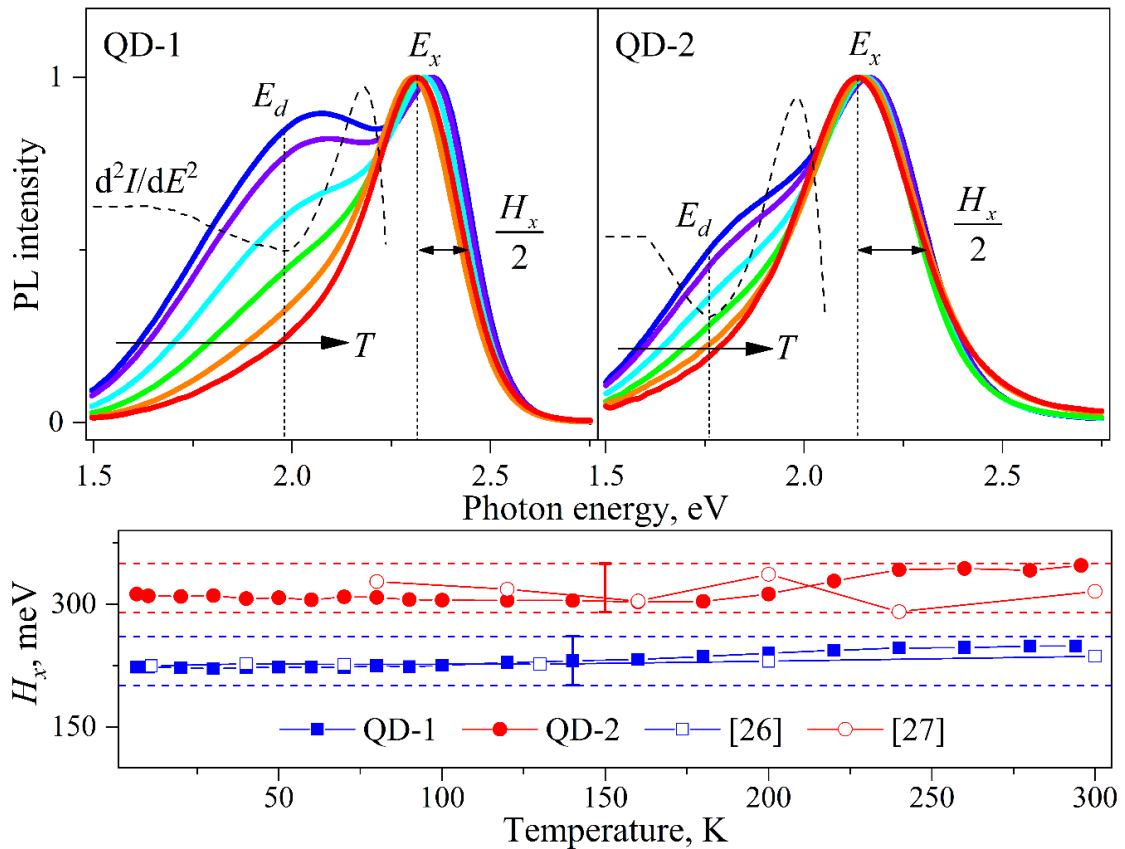 QD-1
E_x
QD-2
E_x
1
E_d
PL intensity
d²I/dE²
H_x/2
E_d
H_x/2
T
T
0
1.5
2.0
2.5
1.5
2.0
2.5
Photon energy, eV
H_x, meV
300
150
QD-1
QD-2
[26]
[27]
50
100
150
200
250
300
Temperature, K